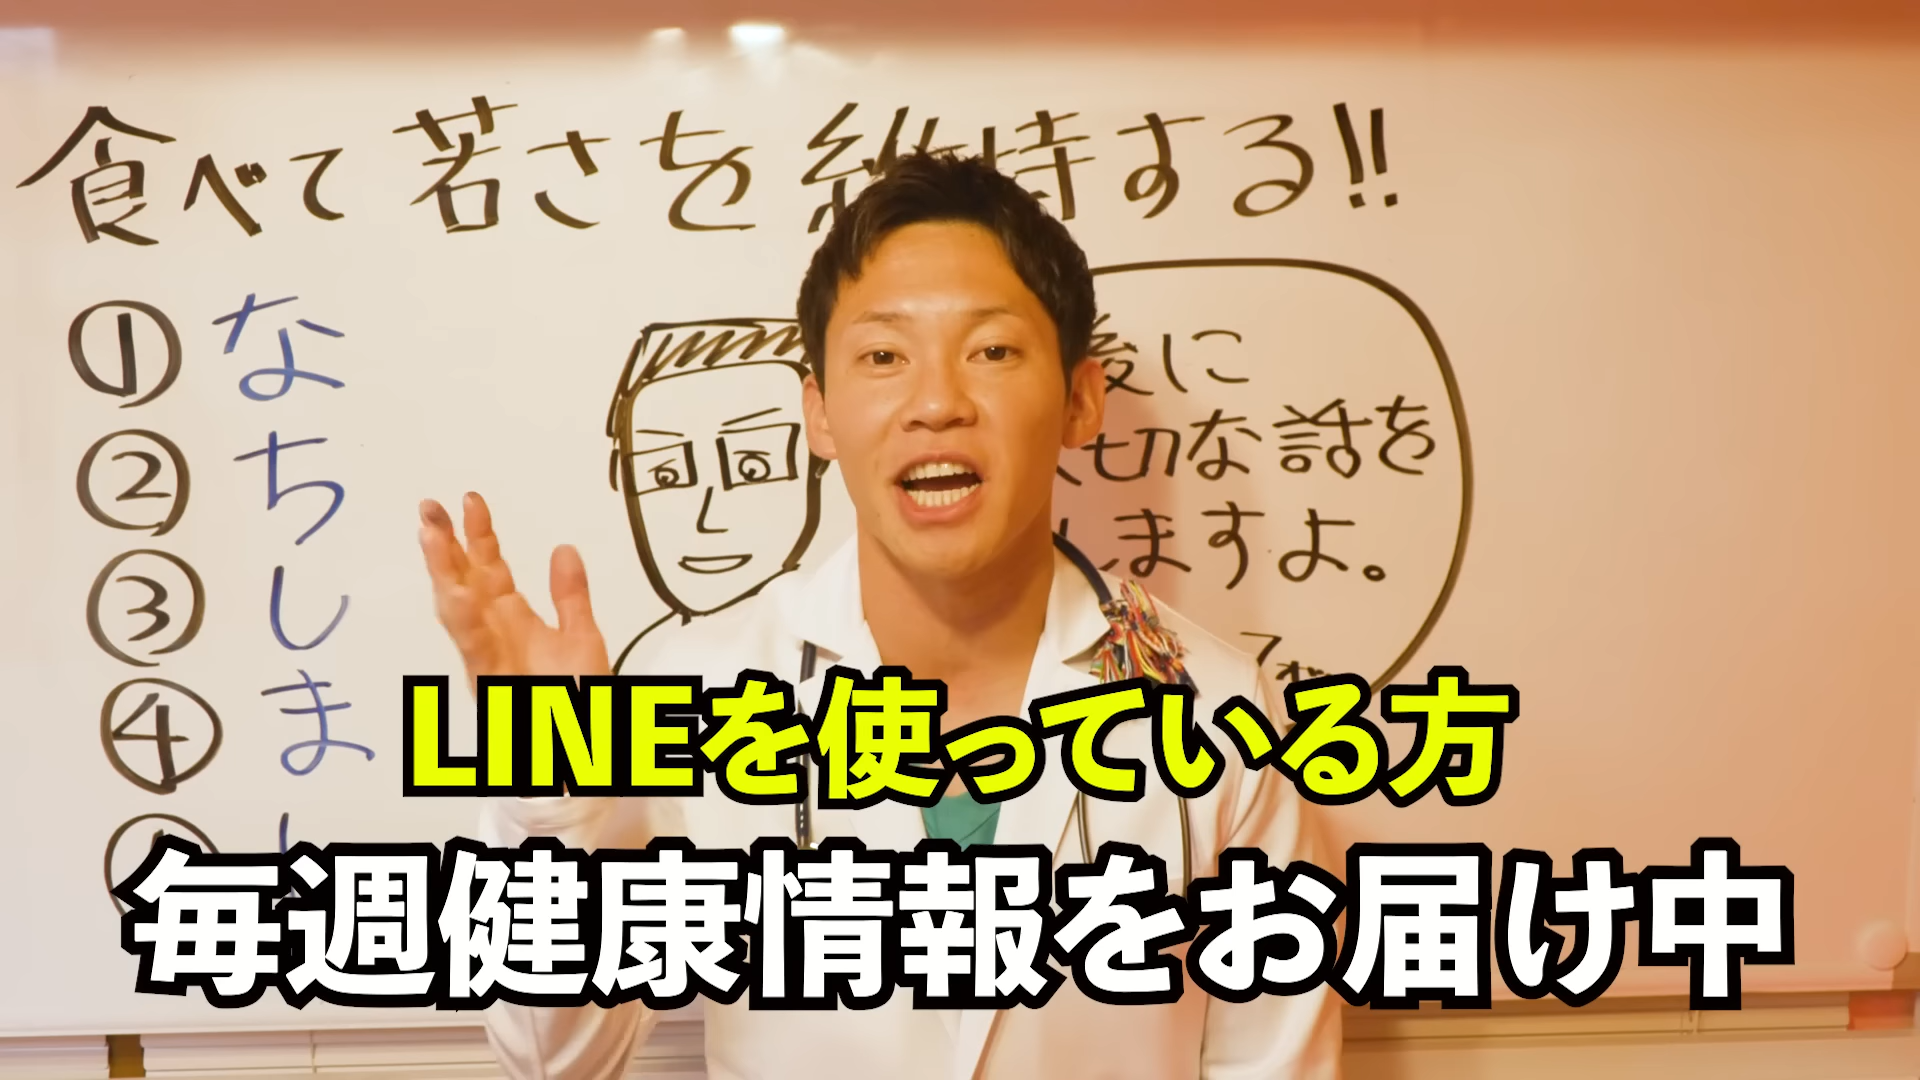 食べて若さを維持する!!
① な
② ち
③ し
④ ま
後に
切な話を
しますよ。
LINEを使っている方
毎週健康情報をお届け中